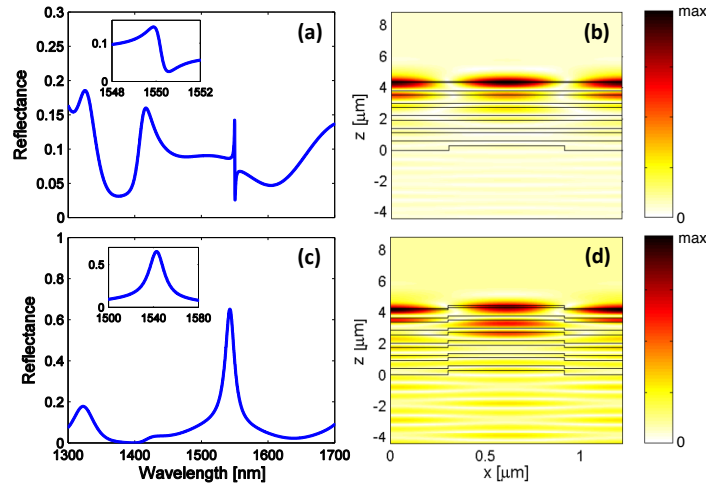 0.3
0.25
0.2
0.15
0.1
0.05
0
Reflectance
(a)
0.1
0
1548 1550 1552
(b)
8
6
4
2
0
-2
-4
z [µm]
max
0
1
0.8
0.6
0.4
0.2
0
Reflectance
(c)
0.5
0
1500 1540 1580
1300 1400 1500 1600 1700
Wavelength [nm]
(d)
8
6
4
2
0
-2
-4
z [µm]
0 0.5 1
x [µm]
max
0